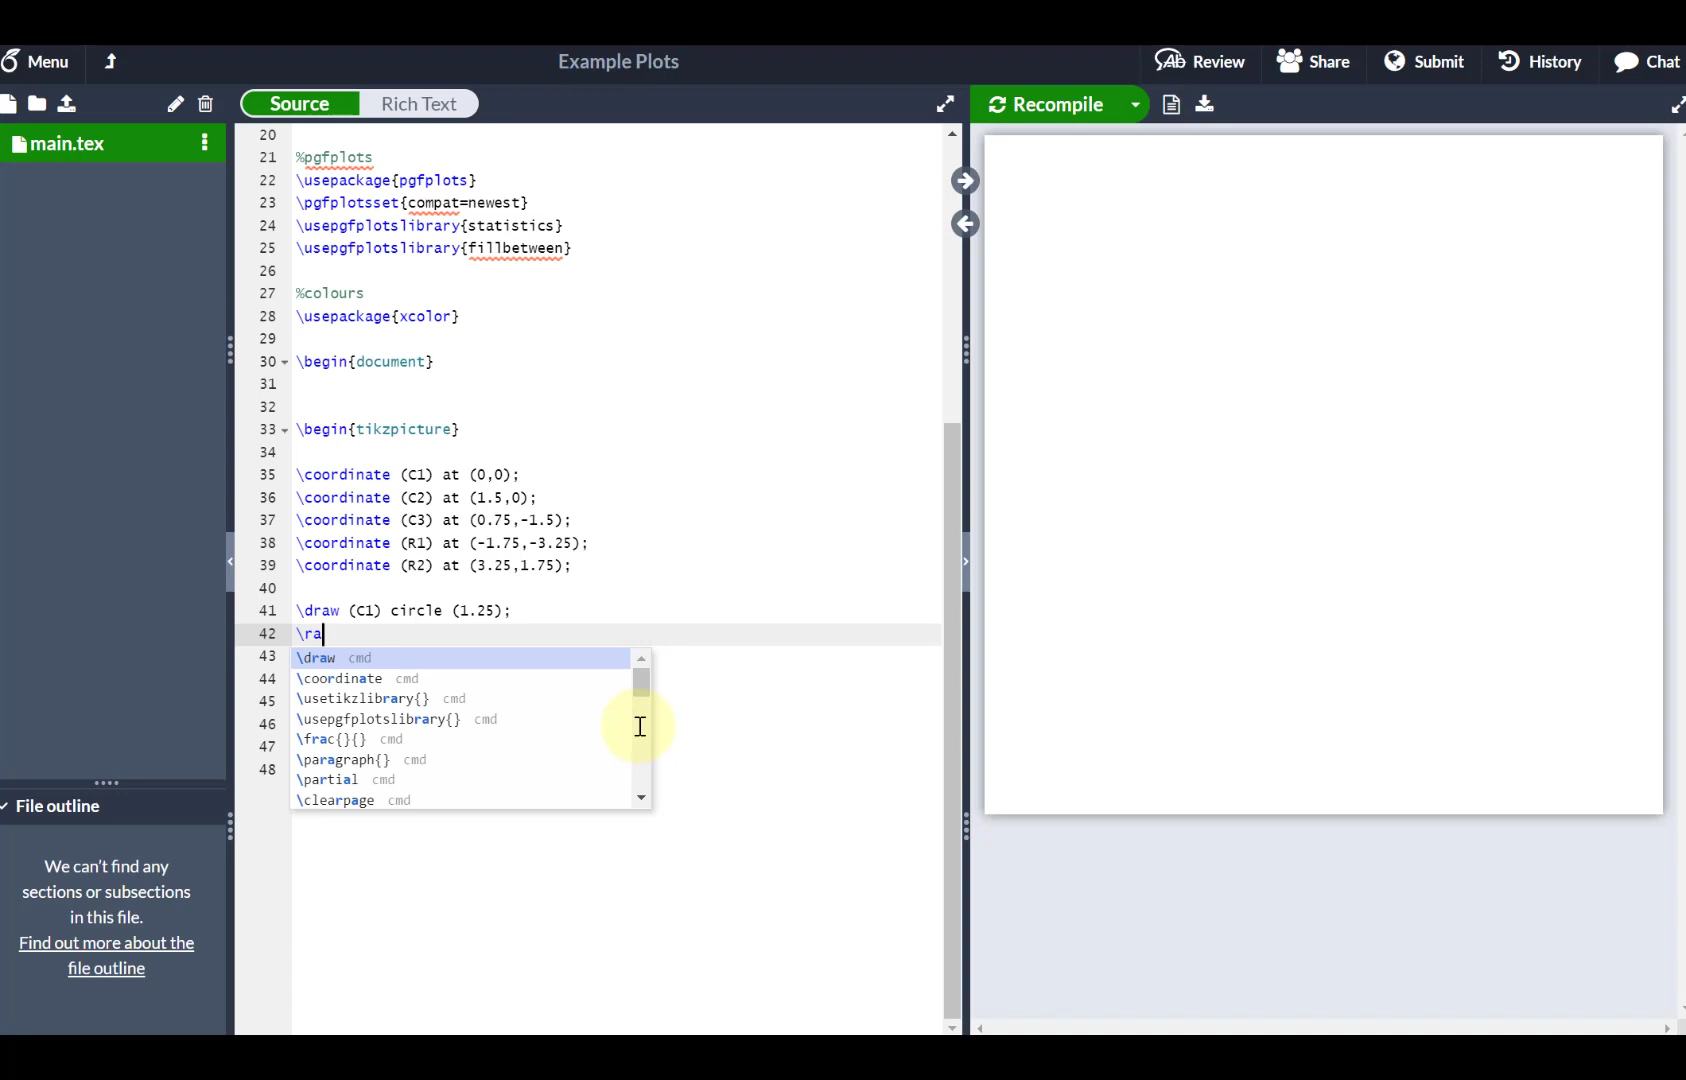 Menu
Example Plots
Review
Share
Submit
History
Chat
Source
Rich Text
Recompile
main.tex
20
21 %pgfplots
22 \usepackage{pgfplots}
23 \pgfplotsset{compat=newest}
24 \usepgfplotslibrary{statistics}
25 \usepgfplotslibrary{fillbetween}
26
27 %colours
28 \usepackage{xcolor}
29
30 \begin{document}
31
32
33 \begin{tikzpicture}
34
35 \coordinate (C1) at (0,0);
36 \coordinate (C2) at (1.5,0);
37 \coordinate (C3) at (0.75,-1.5);
38 \coordinate (R1) at (-1.75,-3.25);
39 \coordinate (R2) at (3.25,1.75);
40
41 \draw (C1) circle (1.25);
42 \ra
43
44
45
46
47
48
\draw cmd
\coordinate cmd
\usetikzlibrary{} cmd
\usepgfplotslibrary{} cmd
\frac{}{} cmd
\paragraph{} cmd
\partial cmd
\clearpage cmd
File outline
We can't find any
sections or subsections
in this file.
Find out more about the
file outline